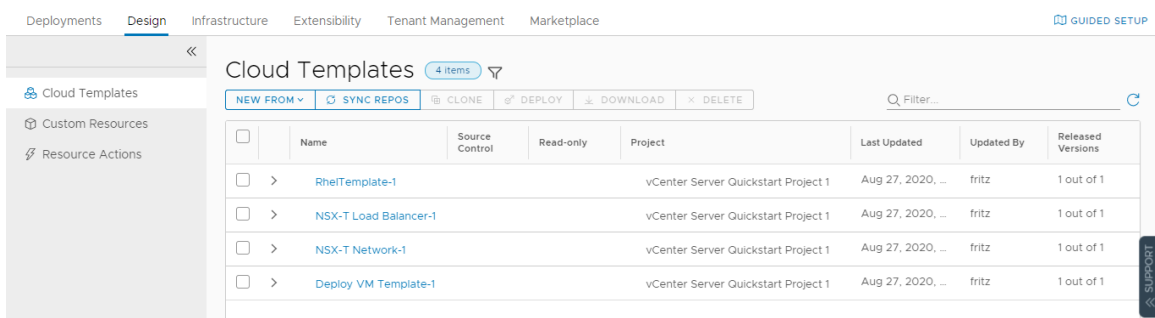 Deployments Design Infrastructure Extensibility Tenant Management Marketplace GUIDED SETUP
Cloud Templates
Custom Resources
Resource Actions
Cloud Templates 4 items
NEW FROM SYNC REPOS CLONE DEPLOY DOWNLOAD DELETE Filter...
Name Source Control Read-only Project Last Updated Updated By Released Versions
RhelTemplate-1 vCenter Server Quickstart Project 1 Aug 27, 2020, ... fritz 1 out of 1
NSX-T Load Balancer-1 vCenter Server Quickstart Project 1 Aug 27, 2020, ... fritz 1 out of 1
NSX-T Network-1 vCenter Server Quickstart Project 1 Aug 27, 2020, ... fritz 1 out of 1
Deploy VM Template-1 vCenter Server Quickstart Project 1 Aug 27, 2020, ... fritz 1 out of 1
SUPPORT